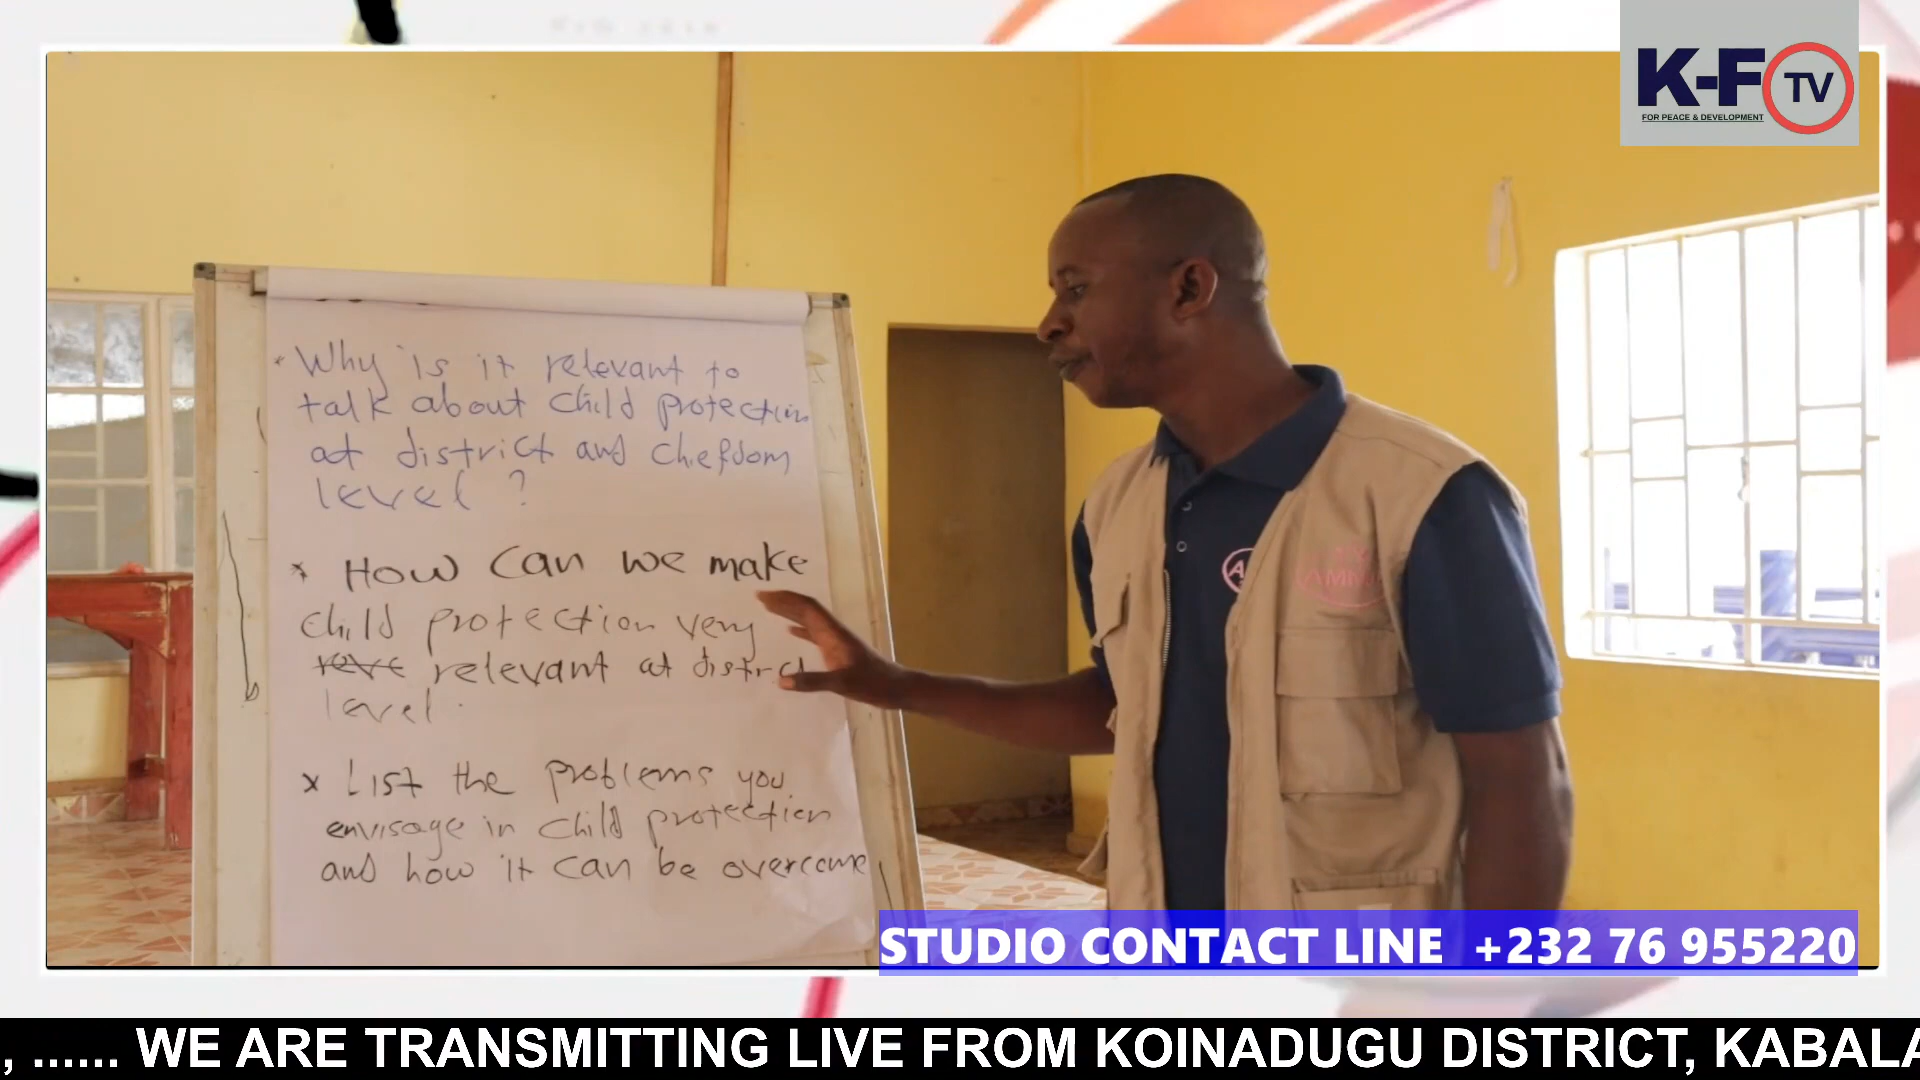 K-F TV
FOR PEACE & DEVELOPMENT
* Why is it relevant to
talk about child protection
at district and chefdom
level ?
* How can we make
child protection very
relevant at district
level.
* List the problems you
envisage in child protection
and how it can be overcome
STUDIO CONTACT LINE +232 76 955220
, ...... WE ARE TRANSMITTING LIVE FROM KOINADUGU DISTRICT, KABALA